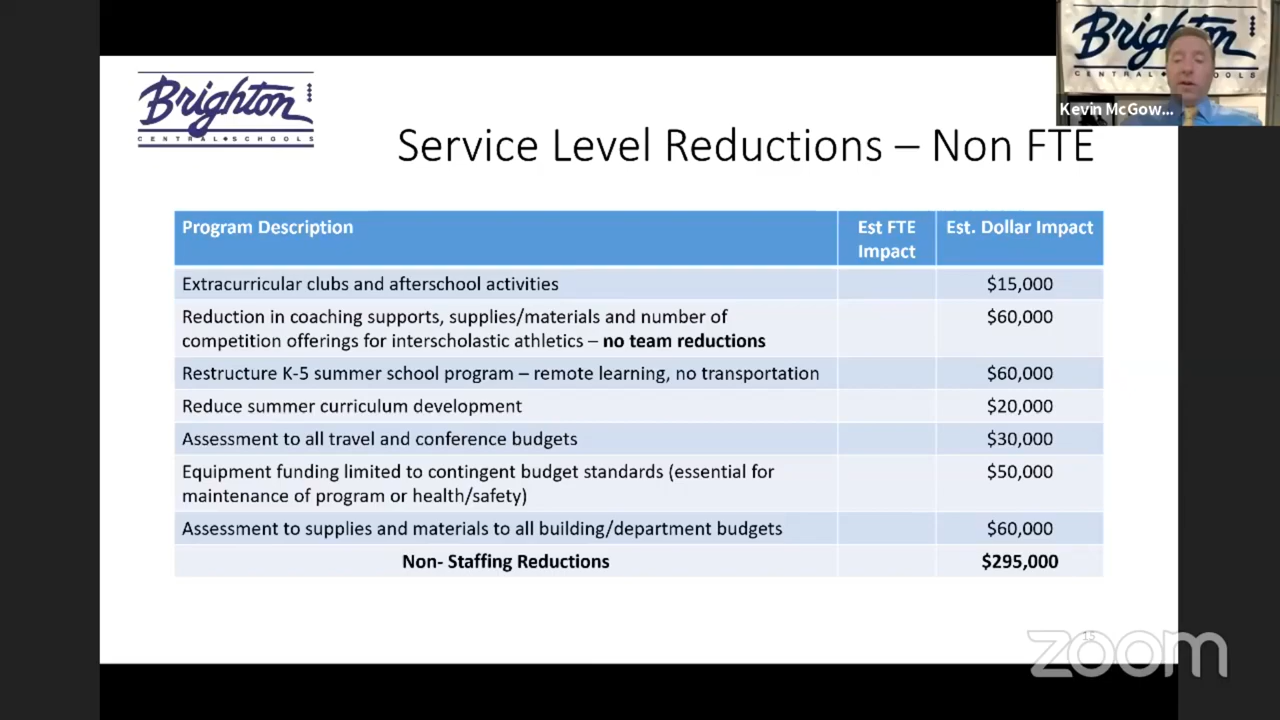 Brighton
CENTRAL SCHOOLS
Brighton
CENTRAL OOLS
Kevin McGow...
Service Level Reductions – Non FTE
Program Description
Est FTE
Impact
Est. Dollar Impact
Extracurricular clubs and afterschool activities
$15,000
Reduction in coaching supports, supplies/materials and number of
competition offerings for interscholastic athletics – no team reductions
$60,000
Restructure K-5 summer school program – remote learning, no transportation
$60,000
Reduce summer curriculum development
$20,000
Assessment to all travel and conference budgets
$30,000
Equipment funding limited to contingent budget standards (essential for
maintenance of program or health/safety)
$50,000
Assessment to supplies and materials to all building/department budgets
$60,000
Non- Staffing Reductions
$295,000
15
zoom